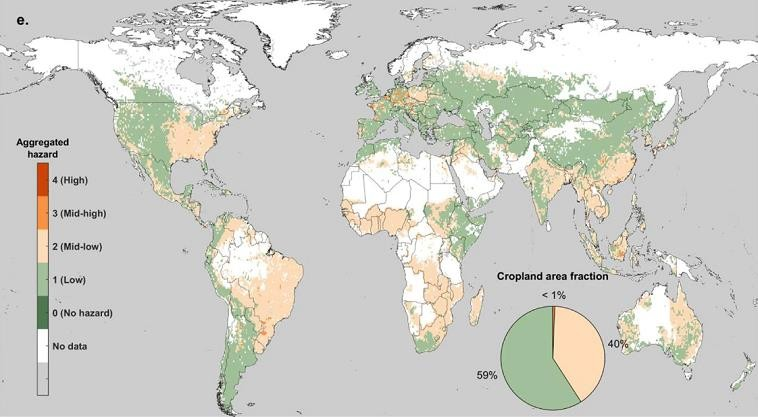 e.
Aggregated
hazard
4 (High)
3 (Mid-high)
2 (Mid-low)
1 (Low)
0 (No hazard)
No data
Cropland area fraction
< 1%
40%
59%